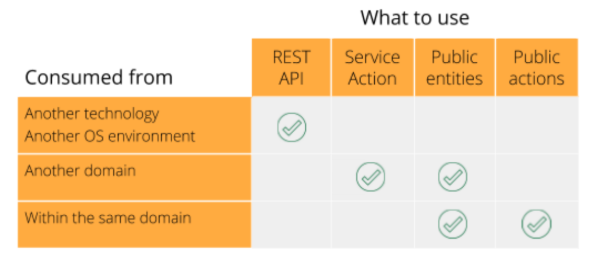 What to use
Consumed from
REST API
Service Action
Public entities
Public actions
Another technology
Another OS environment
Another domain
Within the same domain